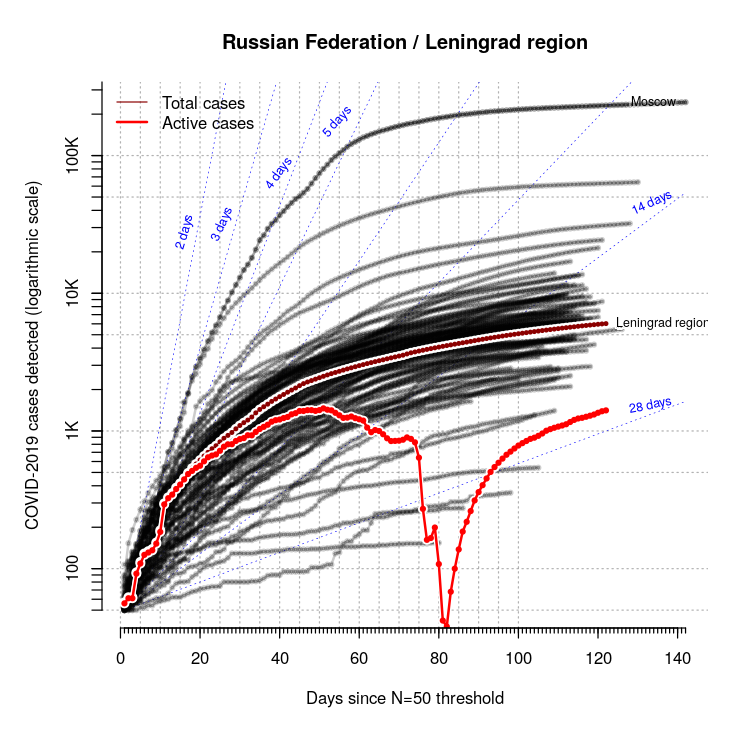 Russian Federation / Leningrad region
Total cases
Active cases
Moscow
Leningrad region
2 days
3 days
4 days
5 days
14 days
28 days
COVID-2019 cases detected (logarithmic scale)
100K
10K
1K
100
0 20 40 60 80 100 120 140
Days since N=50 threshold